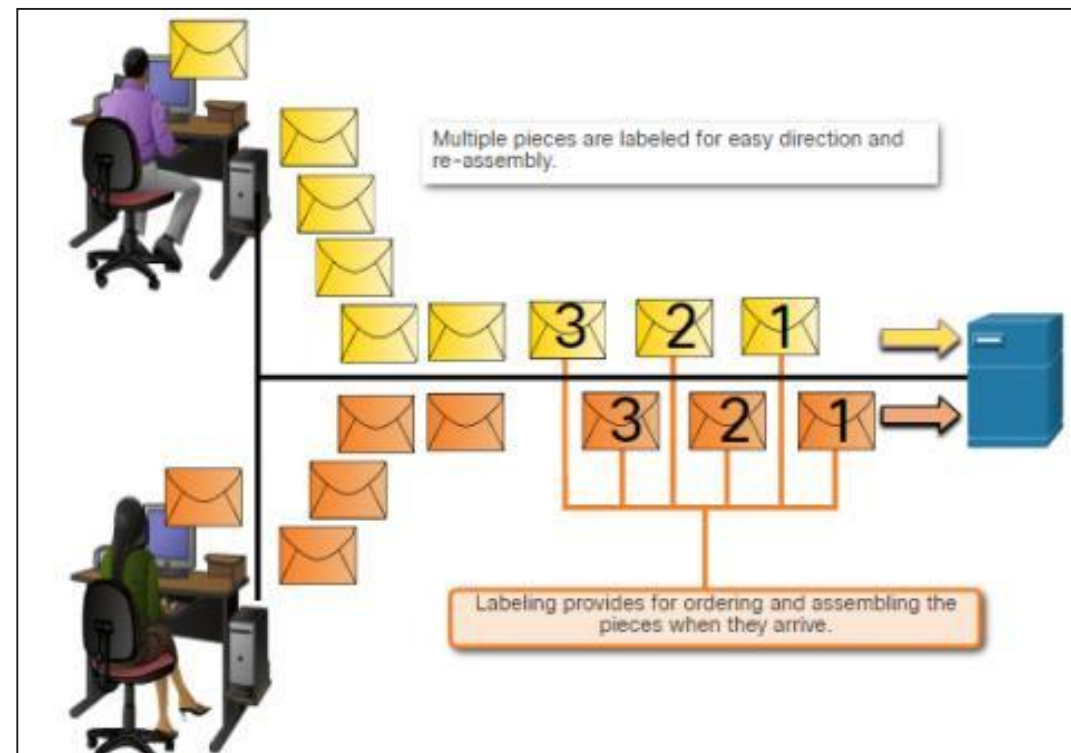 Multiple pieces are labeled for easy direction and
re-assembly.
3 2 1
3 2 1
Labeling provides for ordering and assembling the
pieces when they arrive.